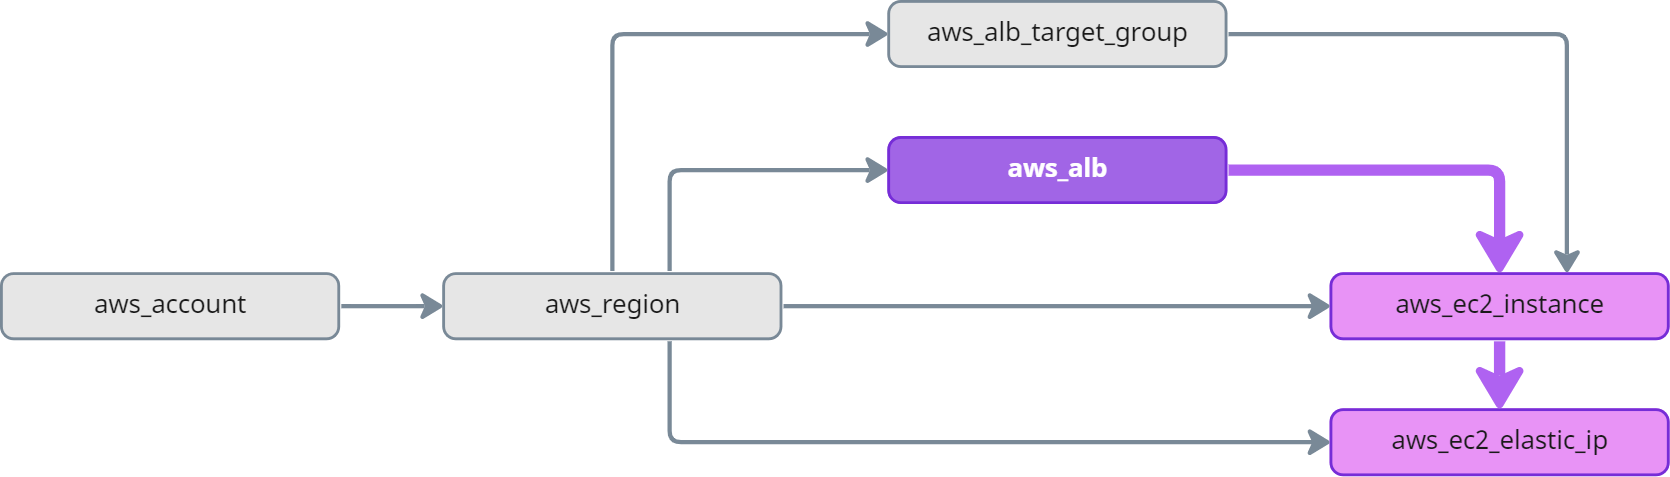 aws_alb_target_group
aws_alb
aws_account
aws_region
aws_ec2_instance
aws_ec2_elastic_ip